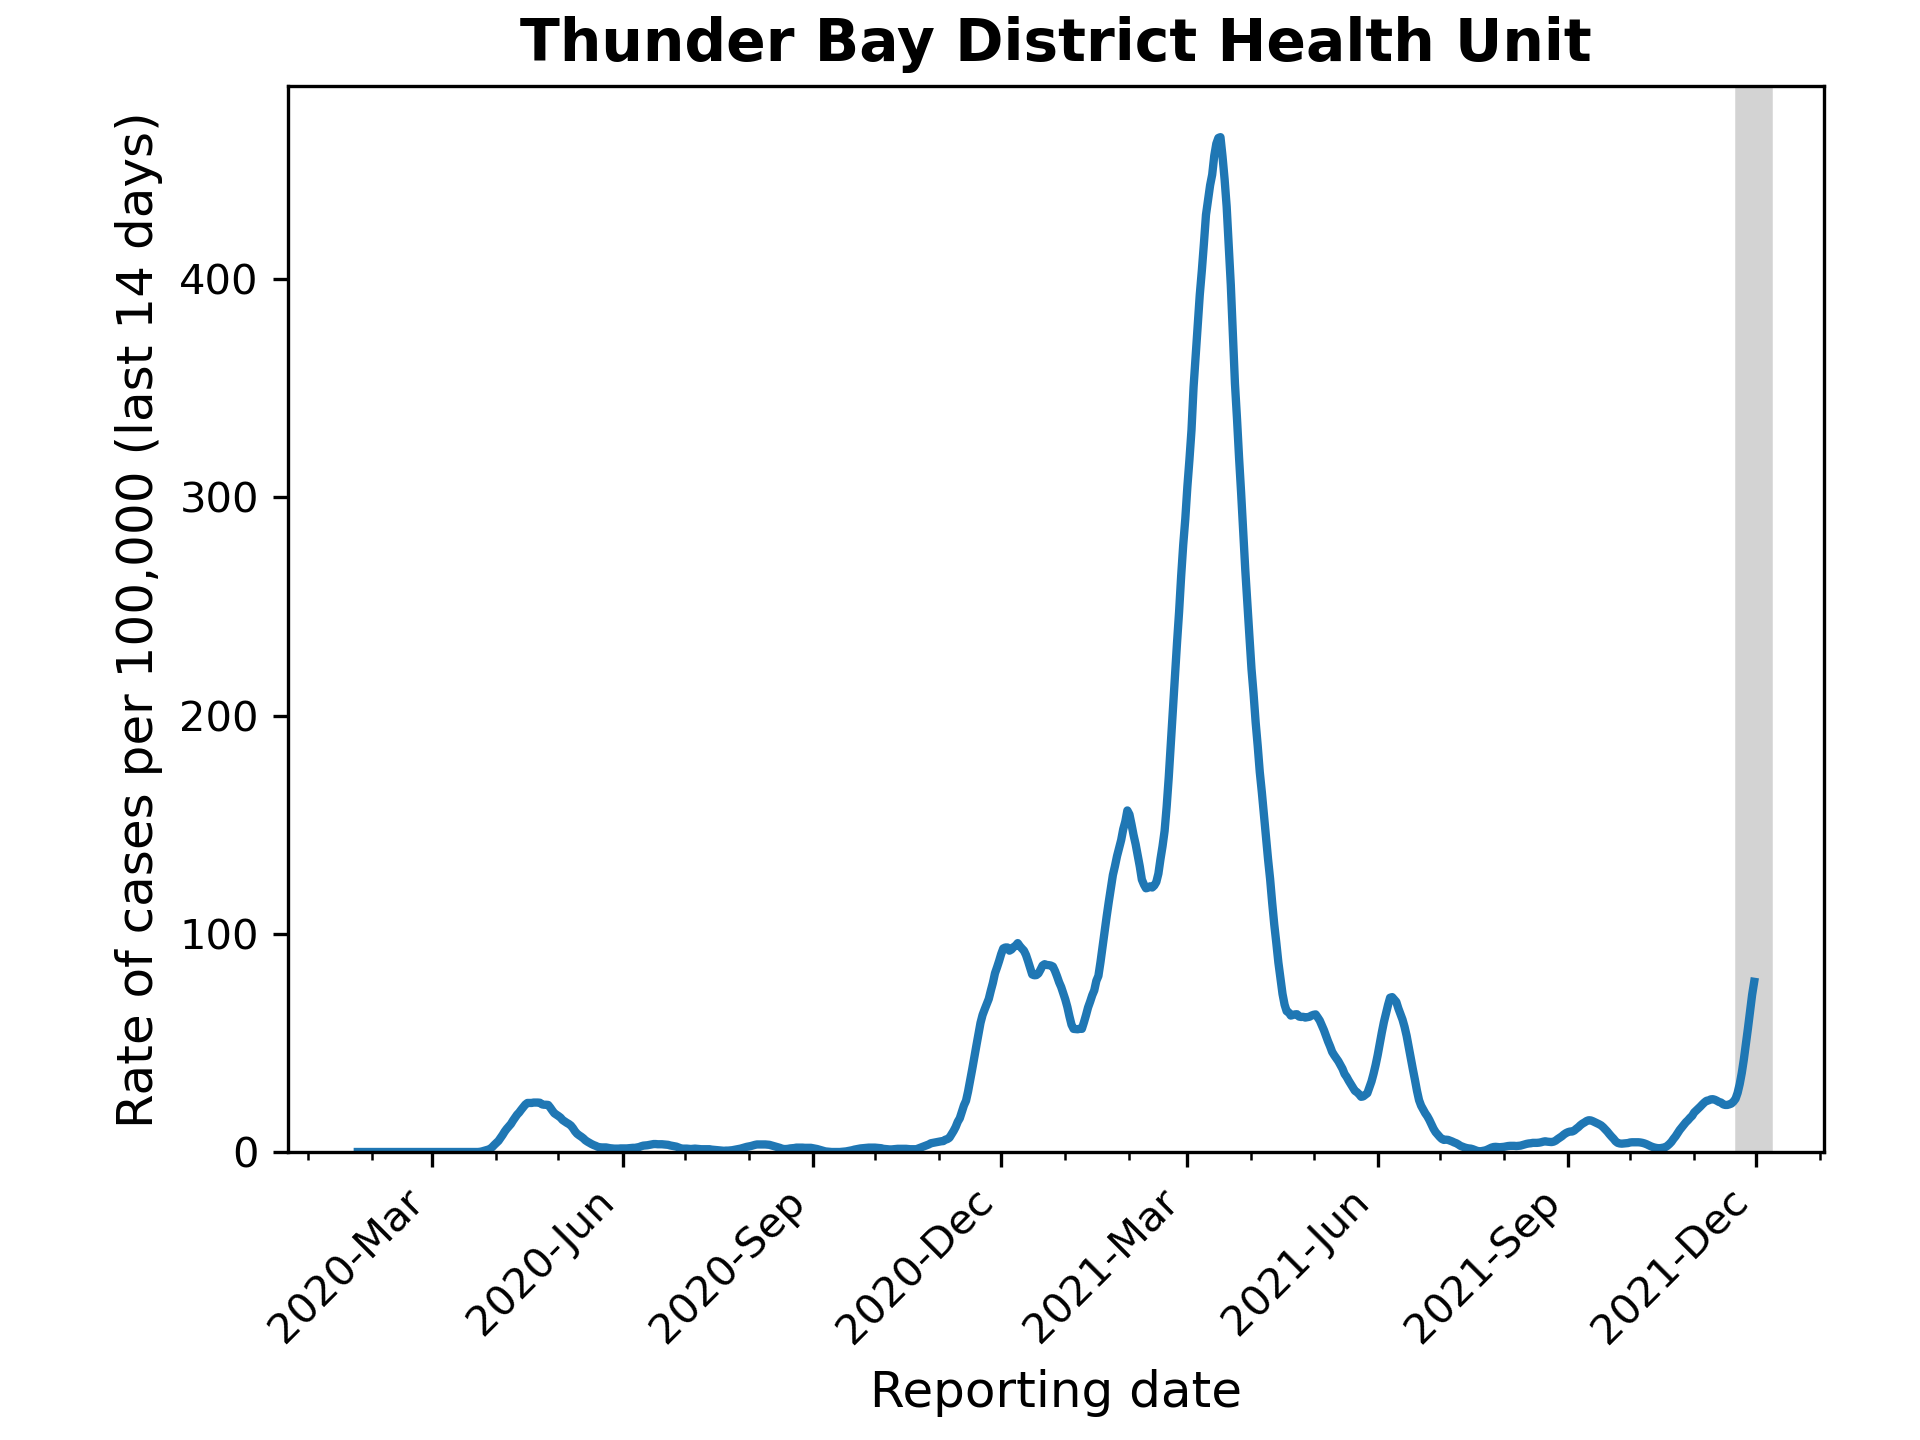 Thunder Bay District Health Unit
Rate of cases per 100,000 (last 14 days)
400
300
200
100
0
2020-Mar
2020-Jun
2020-Sep
2020-Dec
2021-Mar
2021-Jun
2021-Sep
2021-Dec
Reporting date